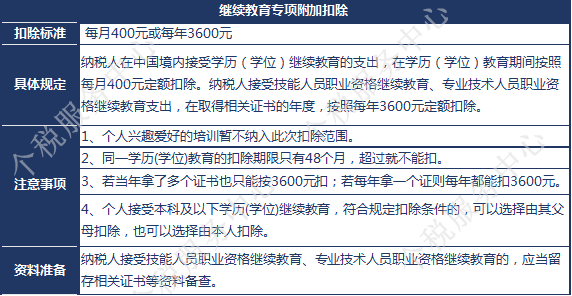 继续教育专项附加扣除
扣除标准
每月400元或每年3600元
具体规定
纳税人在中国境内接受学历（学位）继续教育的支出，在学历（学位）教育期间按照
每月400元定额扣除。纳税人接受技能人员职业资格继续教育、专业技术人员职业资
格继续教育支出，在取得相关证书的年度，按照每年3600元定额扣除。
注意事项
1、个人兴趣爱好的培训暂不纳入此次扣除范围。
2、同一学历(学位)教育的扣除期限只有48个月，超过就不能扣。
3、若当年拿了多个证书也只能按3600元扣；若每年拿一个证则每年都能扣3600元。
4、个人接受本科及以下学历(学位)继续教育，符合规定扣除条件的，可以选择由其父
母扣除，也可以选择由本人扣除。
资料准备
纳税人接受技能人员职业资格继续教育、专业技术人员职业资格继续教育的，应当留
存相关证书等资料备查。
个税服务中心
个税服务中心